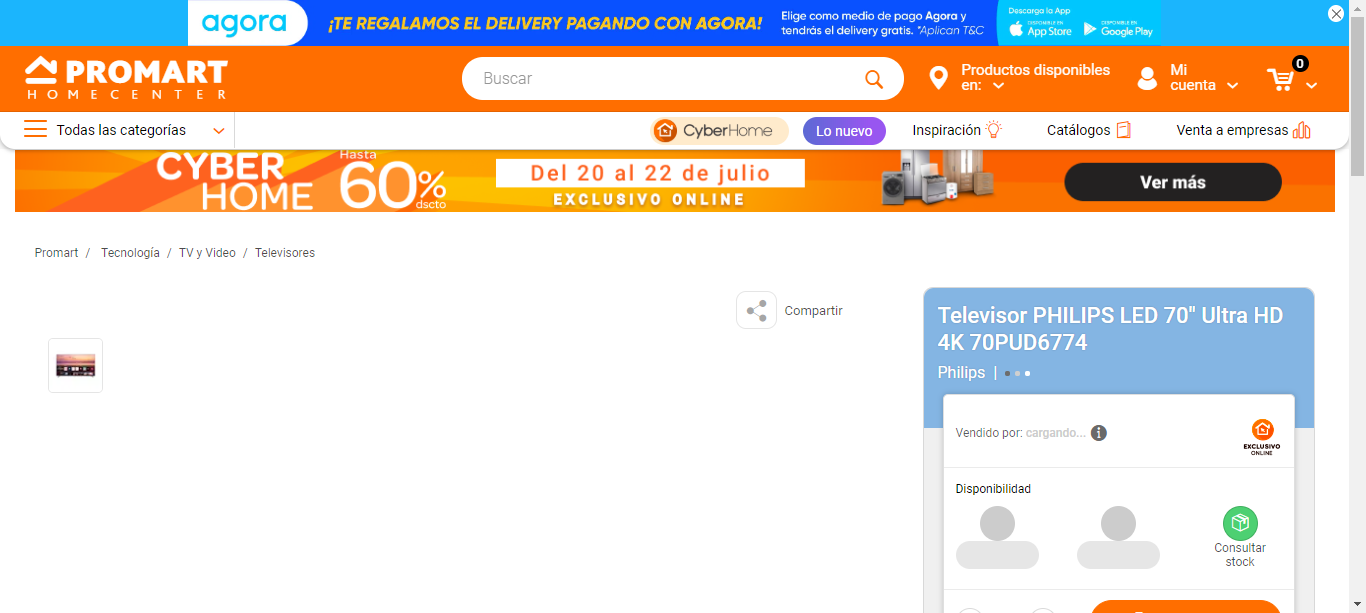 agora
¡TE REGALAMOS EL DELIVERY PAGANDO CON AGORA!
Elige como medio de pago Agora y
tendrás el delivery gratis. *Aplican T&C
Descarga la App
DISPONIBLE EN
App Store
DISPONIBLE EN
Google Play
PROMART
HOMECENTER
Buscar
Productos disponibles
en:
Mi
cuenta
0
Todas las categorías
CyberHome
Lo nuevo
Inspiración
Catálogos
Venta a empresas
CYBER
HOME
Hasta
60%
dscto
Del 20 al 22 de julio
EXCLUSIVO ONLINE
Ver más
Promart / Tecnología / TV y Video / Televisores
Compartir
Televisor PHILIPS LED 70" Ultra HD
4K 70PUD6774
Philips |
Vendido por: cargando...
EXCLUSIVO
ONLINE
Disponibilidad
Consultar
stock